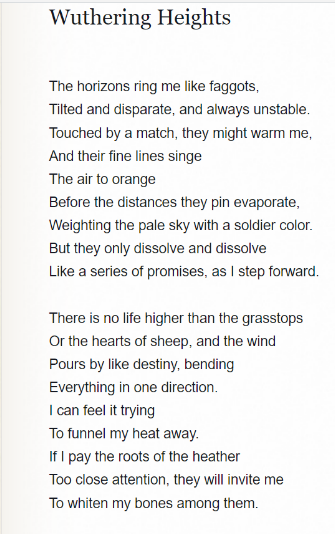 Wuthering Heights
The horizons ring me like faggots,
Tilted and disparate, and always unstable.
Touched by a match, they might warm me,
And their fine lines singe
The air to orange
Before the distances they pin evaporate,
Weighting the pale sky with a soldier color.
But they only dissolve and dissolve
Like a series of promises, as I step forward.
There is no life higher than the grasstops
Or the hearts of sheep, and the wind
Pours by like destiny, bending
Everything in one direction.
I can feel it trying
To funnel my heat away.
If I pay the roots of the heather
Too close attention, they will invite me
To whiten my bones among them.